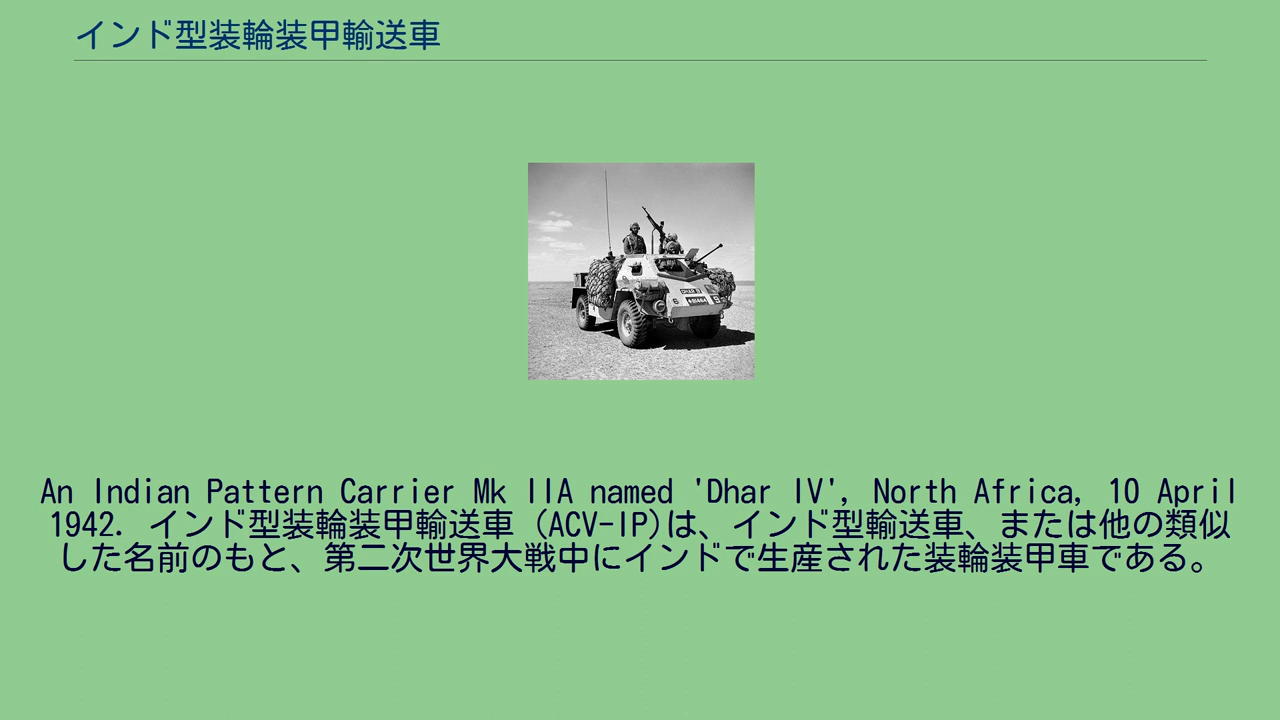 インド型装輪装甲輸送車
An Indian Pattern Carrier Mk IIA named 'Dhar IV', North Africa, 10 April
1942. インド型装輪装甲輸送車 (ACV-IP)は、インド型輸送車、または他の類似
した名前のもと、第二次世界大戦中にインドで生産された装輪装甲車である。